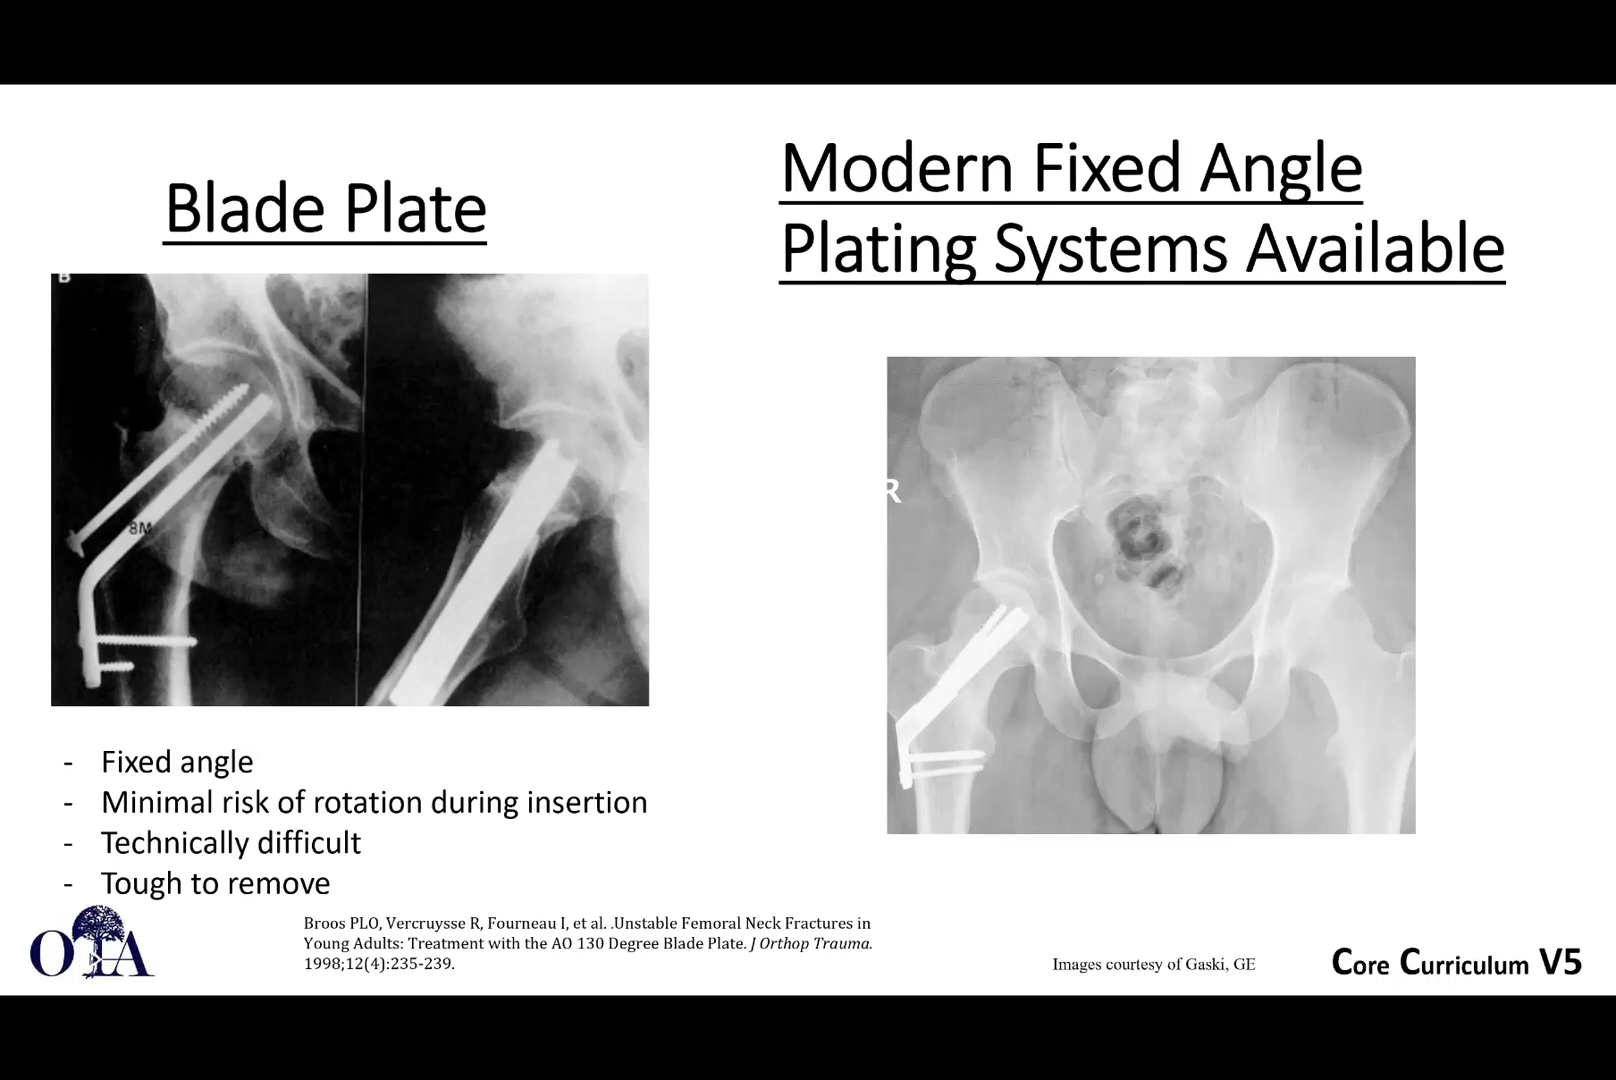 Blade Plate
Modern Fixed Angle
Plating Systems Available
B
8M
R
- Fixed angle
- Minimal risk of rotation during insertion
- Technically difficult
- Tough to remove
OTA
Broos PLO, Vercruysse R, Fourneau I, et al. .Unstable Femoral Neck Fractures in
Young Adults: Treatment with the AO 130 Degree Blade Plate. J Orthop Trauma.
1998;12(4):235-239.
Images courtesy of Gaski, GE
Core Curriculum V5